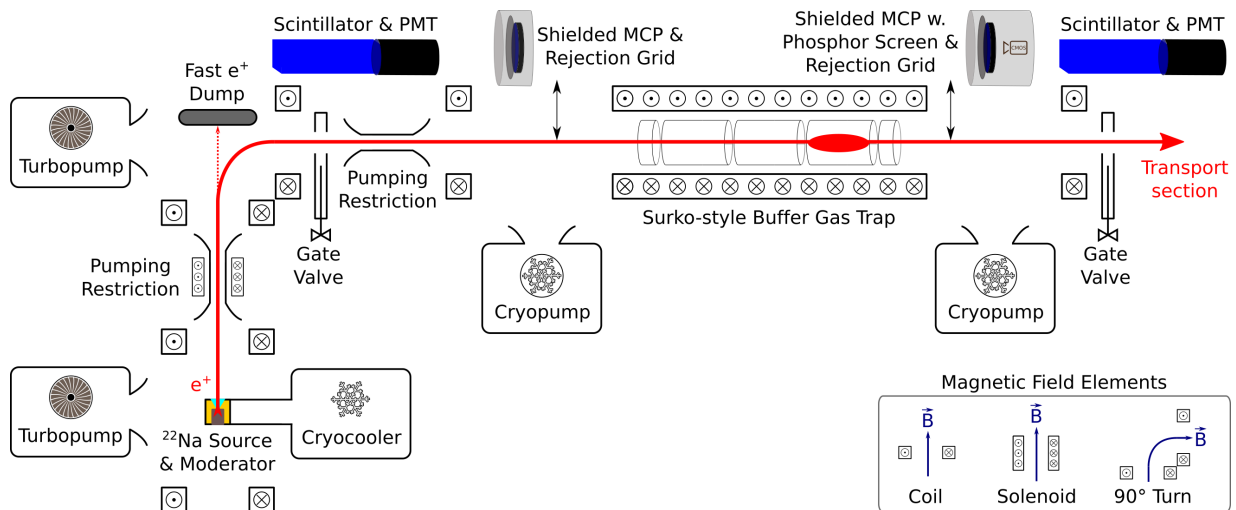 Scintillator & PMT
Shielded MCP &
Rejection Grid
Shielded MCP w.
Phosphor Screen &
Rejection Grid
CMOS
Scintillator & PMT
Fast e⁺
Dump
Turbopump
Pumping
Restriction
Gate
Valve
Surko-style Buffer Gas Trap
Transport
section
Pumping
Restriction
Cryopump
Cryopump
Gate
Valve
e⁺
Turbopump
²²Na Source
& Moderator
Cryocooler
Magnetic Field Elements
B⃗
B⃗
B⃗
Coil
Solenoid
90° Turn